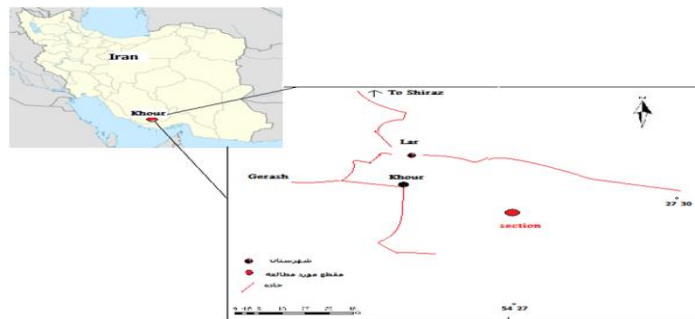 Iran
Khour
To Shiraz
N
Lar
Gerash
Khour
27° 30
section
شهرستان
مقطع مورد مطالعه
جاده
54° 27